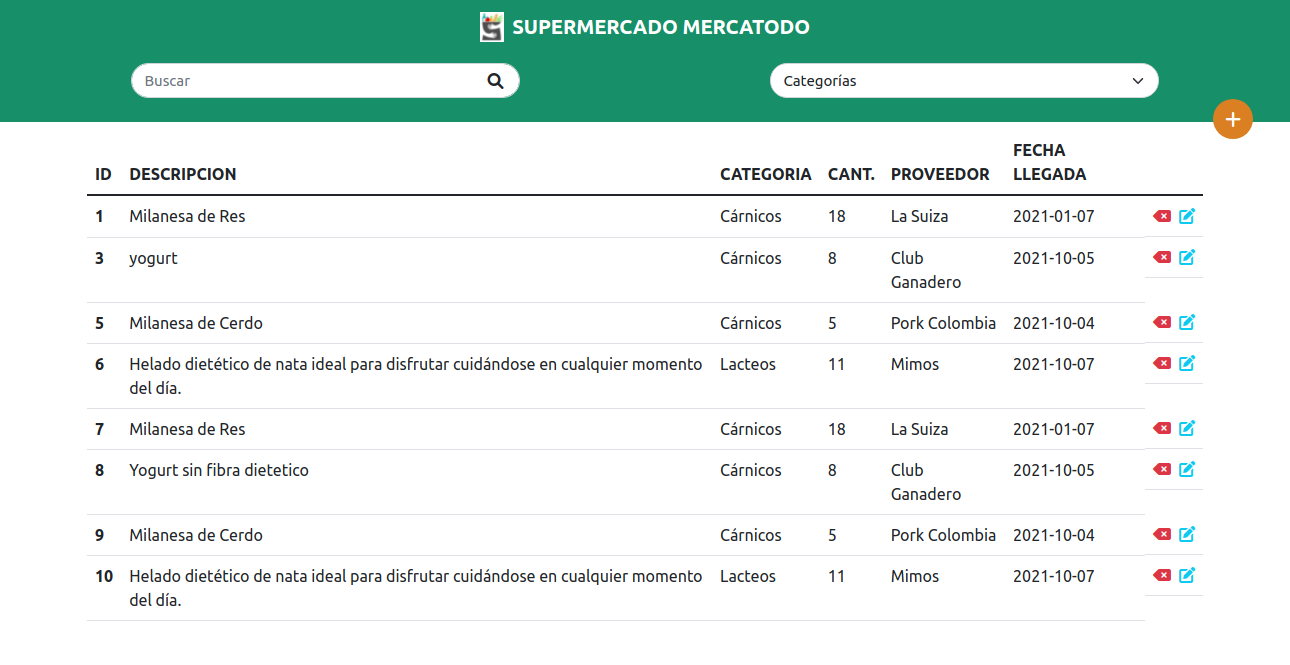 SUPERMERCADO MERCATODO
Buscar
Categorías
ID DESCRIPCION CATEGORIA CANT. PROVEEDOR FECHA LLEGADA
1 Milanesa de Res Cárnicos 18 La Suiza 2021-01-07
3 yogurt Cárnicos 8 Club Ganadero 2021-10-05
5 Milanesa de Cerdo Cárnicos 5 Pork Colombia 2021-10-04
6 Helado dietético de nata ideal para disfrutar cuidándose en cualquier momento Lacteos 11 Mimos 2021-10-07
del día.
7 Milanesa de Res Cárnicos 18 La Suiza 2021-01-07
8 Yogurt sin fibra dietetico Cárnicos 8 Club Ganadero 2021-10-05
9 Milanesa de Cerdo Cárnicos 5 Pork Colombia 2021-10-04
10 Helado dietético de nata ideal para disfrutar cuidándose en cualquier momento Lacteos 11 Mimos 2021-10-07
del día.